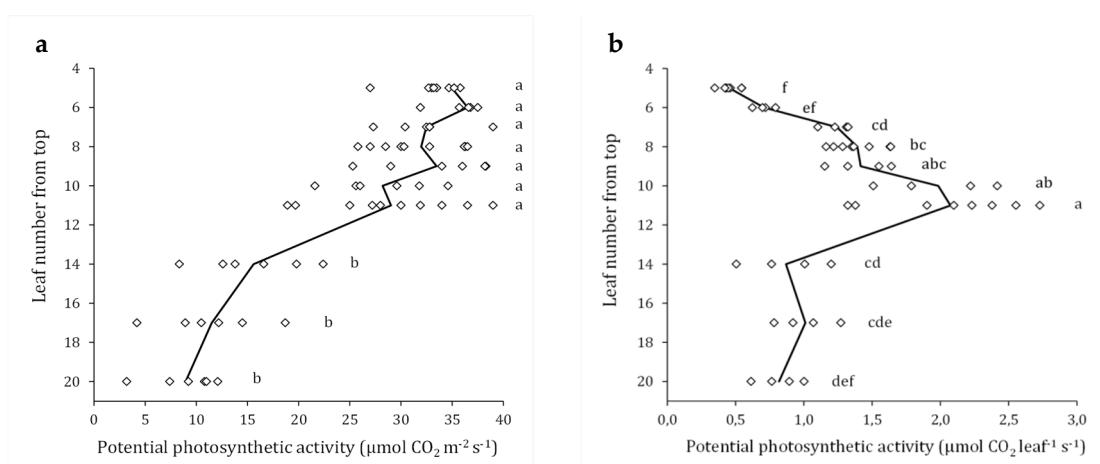 a
4
a
6
a
a
8
a
a
10
a
a
12
14
b
16
b
18
20
b
0
5
10
15
20
25
30
35
40
Leaf number from top
Potential photosynthetic activity (µmol CO₂ m⁻² s⁻¹)
b
4
f
6
ef
cd
8
bc
abc
10
ab
a
12
14
cd
16
cde
18
20
def
0,0
0,5
1,0
1,5
2,0
2,5
3,0
Leaf number from top
Potential photosynthetic activity (µmol CO₂ leaf⁻¹ s⁻¹)